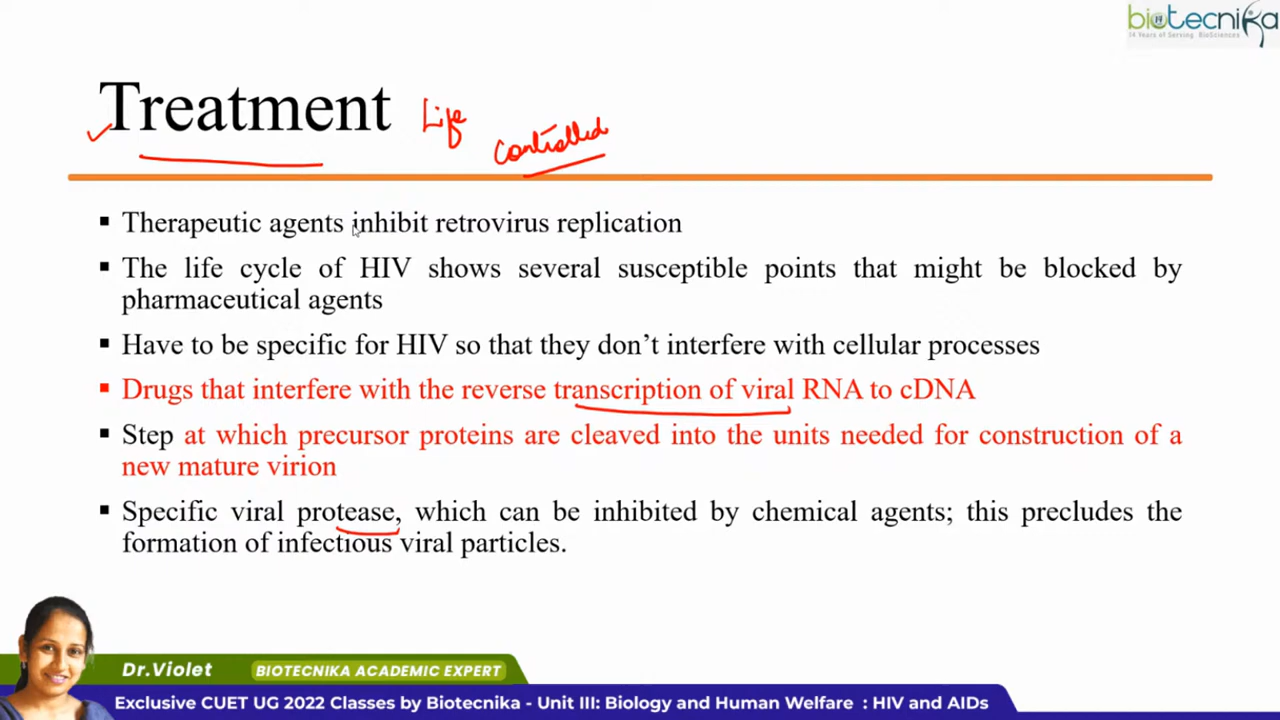 biotecnika
14 Years of Serving BioSciences
Treatment Life
controlled
▪ Therapeutic agents inhibit retrovirus replication
▪ The life cycle of HIV shows several susceptible points that might be blocked by
pharmaceutical agents
▪ Have to be specific for HIV so that they don’t interfere with cellular processes
▪ Drugs that interfere with the reverse transcription of viral RNA to cDNA
▪ Step at which precursor proteins are cleaved into the units needed for construction of a
new mature virion
▪ Specific viral protease, which can be inhibited by chemical agents; this precludes the
formation of infectious viral particles.
Dr.Violet BIOTECNIKA ACADEMIC EXPERT
Exclusive CUET UG 2022 Classes by Biotecnika - Unit III: Biology and Human Welfare : HIV and AIDs